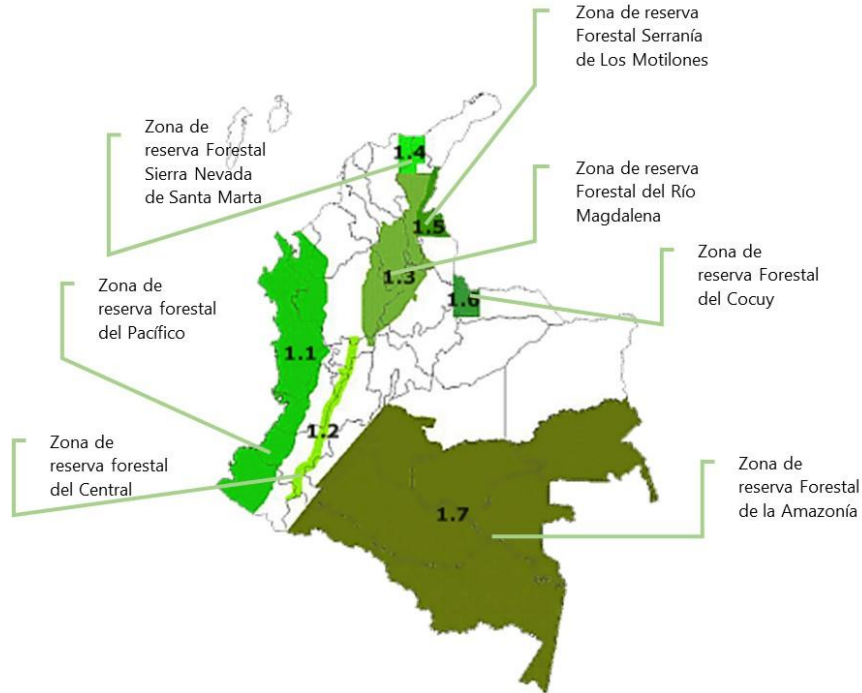 Zona de reserva
Forestal Serranía
de Los Motilones
Zona de
reserva Forestal
Sierra Nevada
de Santa Marta
1.4
Zona de reserva
Forestal del Río
Magdalena
1.5
1.3
Zona de
reserva Forestal
del Cocuy
1.6
Zona de
reserva forestal
del Pacífico
1.1
1.2
Zona de
reserva forestal
del Central
Zona de
reserva Forestal
de la Amazonía
1.7